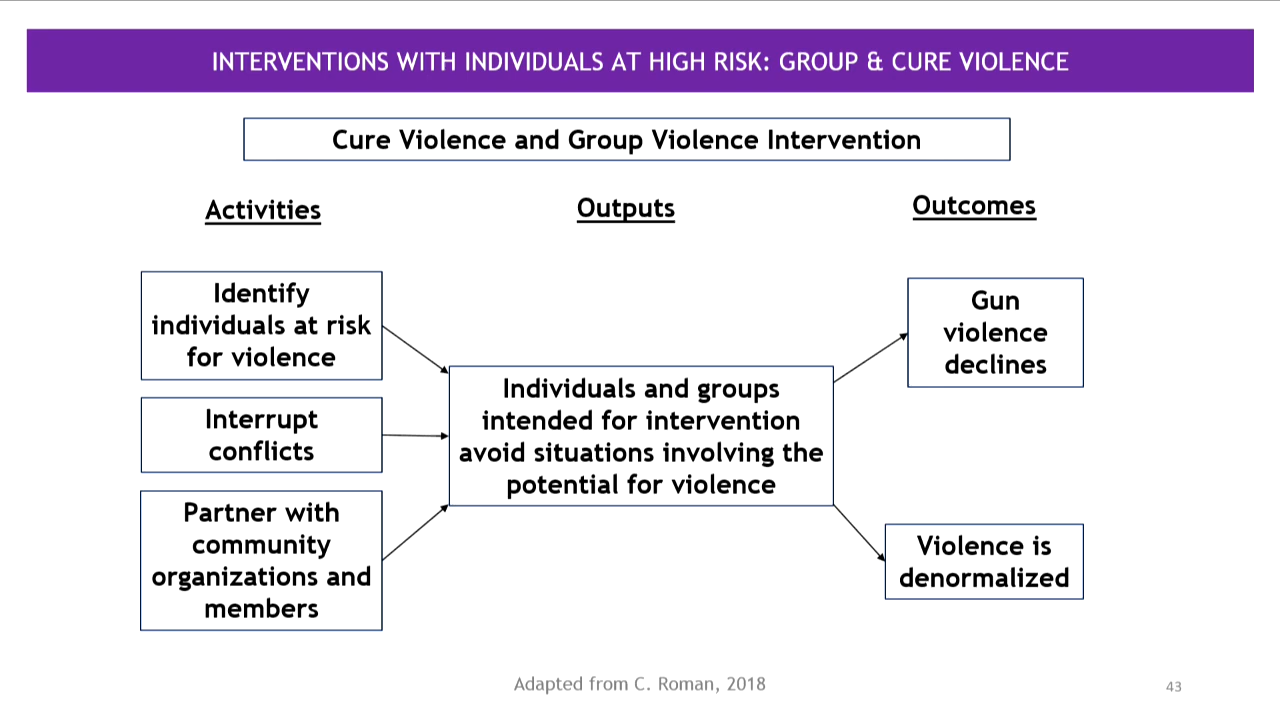 INTERVENTIONS WITH INDIVIDUALS AT HIGH RISK: GROUP & CURE VIOLENCE
Cure Violence and Group Violence Intervention
Activities
Outputs
Outcomes
Identify
individuals at risk
for violence
Interrupt
conflicts
Partner with
community
organizations and
members
Individuals and groups
intended for intervention
avoid situations involving the
potential for violence
Gun
violence
declines
Violence is
denormalized
Adapted from C. Roman, 2018
43